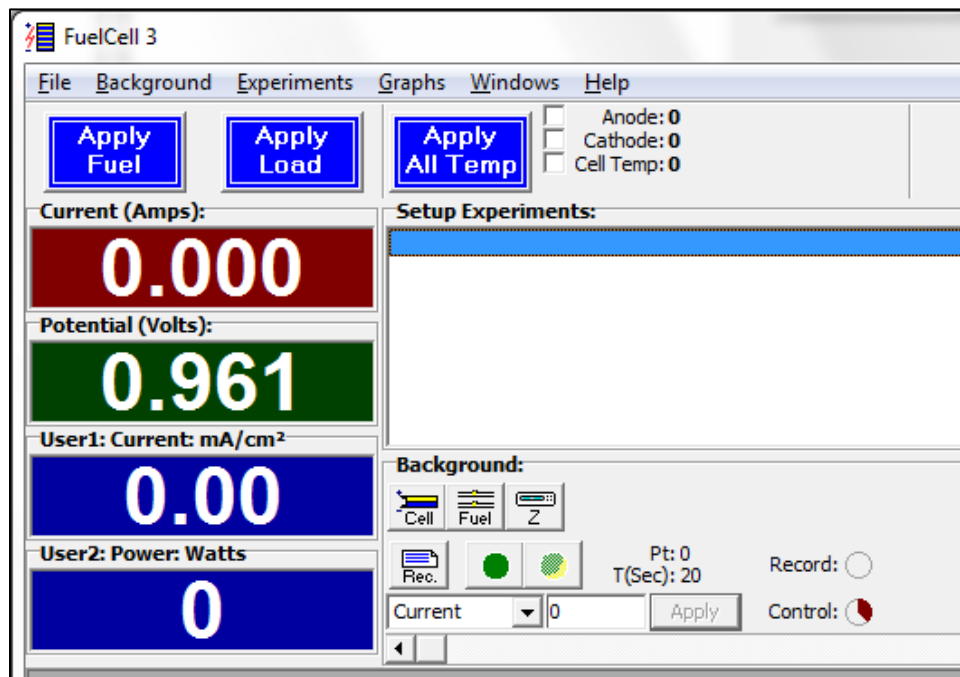 FuelCell 3
File Background Experiments Graphs Windows Help
Apply Fuel
Apply Load
Apply All Temp
Anode: 0
Cathode: 0
Cell Temp: 0
Current (Amps):
0.000
Setup Experiments:
Potential (Volts):
0.961
User1: Current: mA/cm²
0.00
Background:
Cell Fuel Z
User2: Power: Watts
0
Rec.
Pt: 0
T(Sec): 20
Record:
Current 0 Apply
Control: